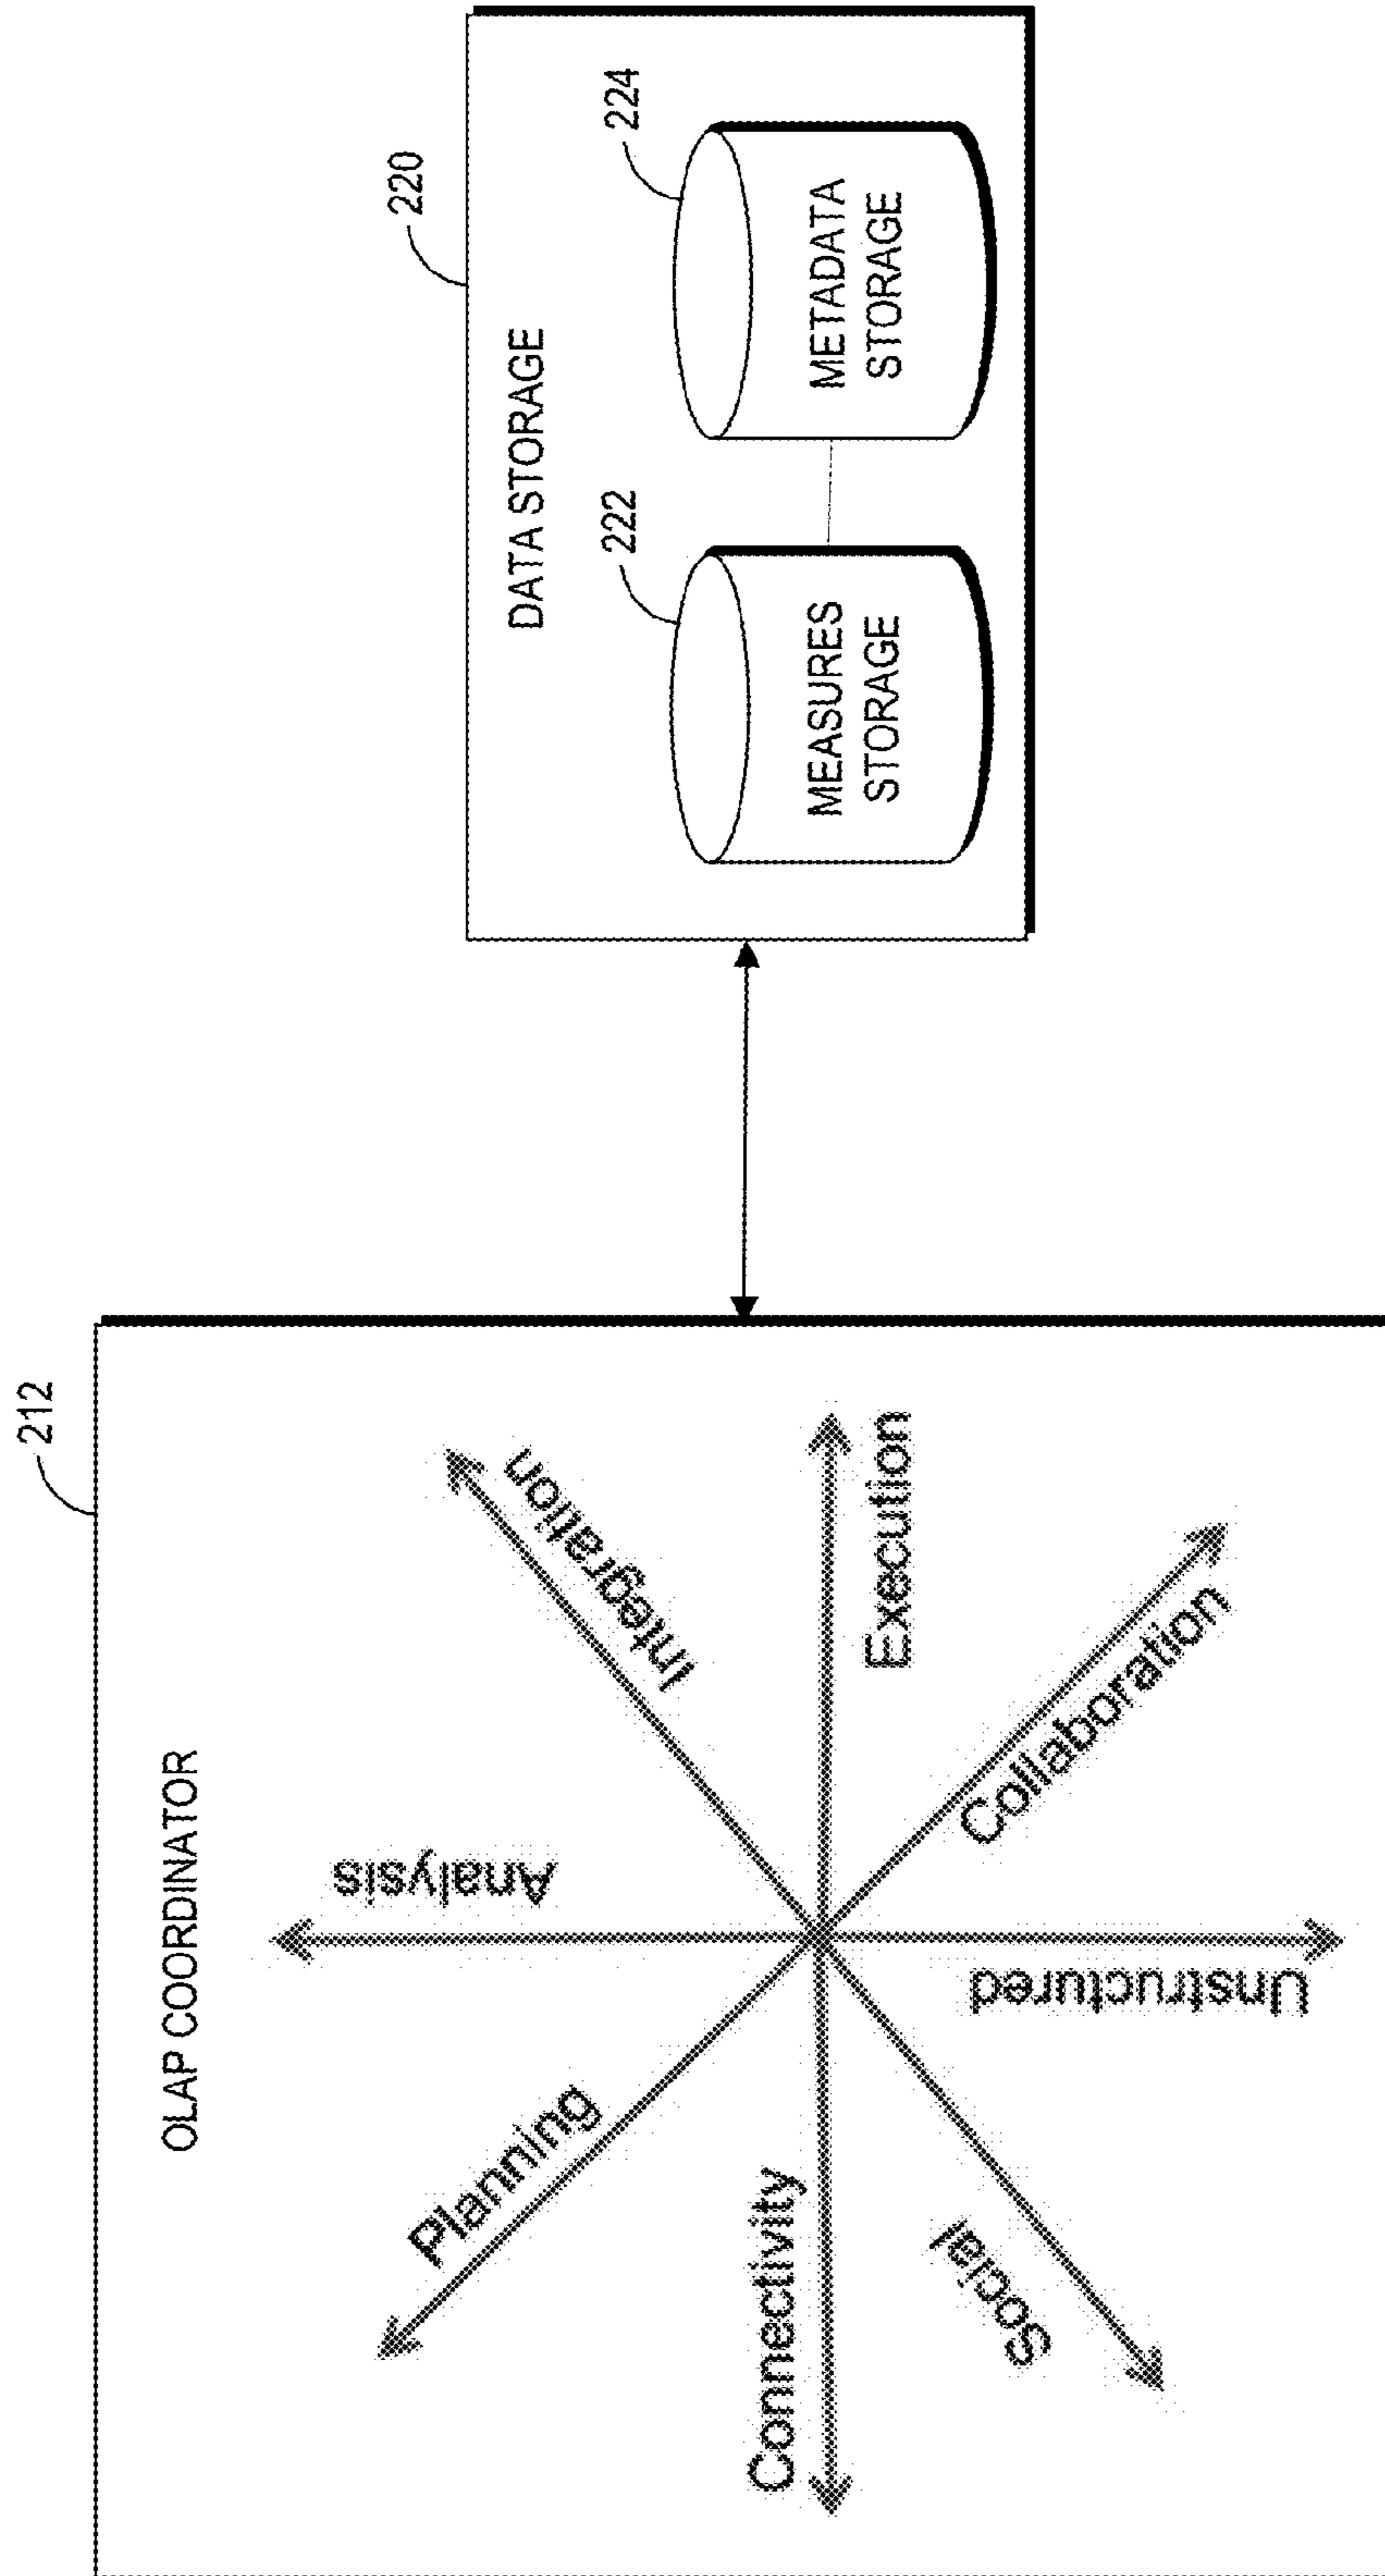 212
OLAP COORDINATOR
Planning
Analysis
Integration
Connectivity
Execution
Social
Unstructured
Collaboration
220
DATA STORAGE
222
224
MEASURES
STORAGE
METADATA
STORAGE